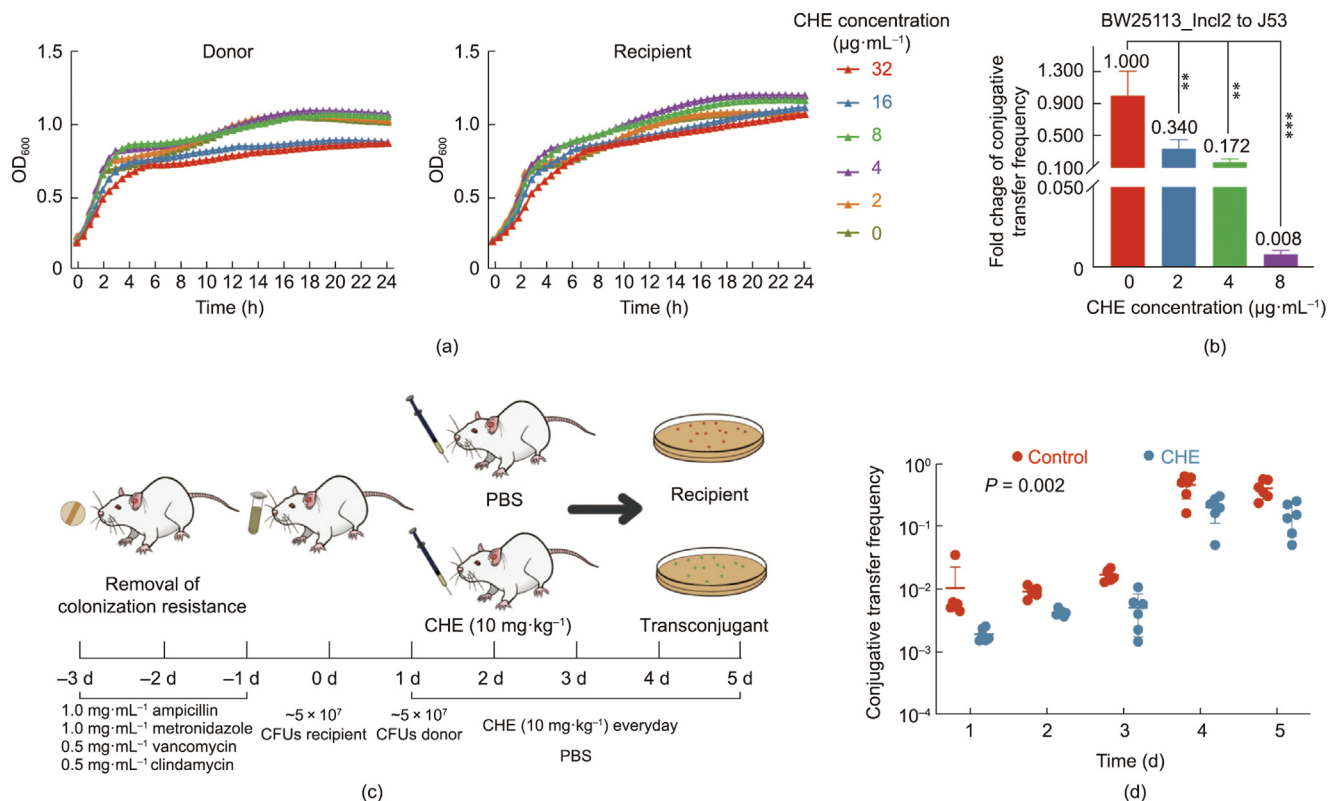 Donor
Recipient
OD600
1.5
1.0
0.5
0
0 2 4 6 8 10 12 14 16 18 20 22 24
Time (h)
OD600
1.5
1.0
0.5
0
0 2 4 6 8 10 12 14 16 18 20 22 24
Time (h)
CHE concentration
(μg·mL–1)
32
16
8
4
2
0
(a)
BW25113_IncI2 to J53
Fold chage of conjugative
transfer frequency
1.300
0.900
0.500
0.100
0.050
0
1.000
0.340
0.172
0.008
**
**
***
0 2 4 8
CHE concentration (μg·mL–1)
(b)
Removal of
colonization resistance
PBS
CHE (10 mg·kg–1)
Recipient
Transconjugant
–3 d –2 d –1 d 0 d 1 d 2 d 3 d 4 d 5 d
1.0 mg·mL–1 ampicillin
1.0 mg·mL–1 metronidazole
0.5 mg·mL–1 vancomycin
0.5 mg·mL–1 clindamycin
~5 × 10⁷
CFUs recipient
~5 × 10⁷
CFUs donor
CHE (10 mg·kg–1) everyday
PBS
(c)
Control
CHE
P = 0.002
Conjugative transfer frequency
10⁰
10–1
10–2
10–3
10–4
1 2 3 4 5
Time (d)
(d)